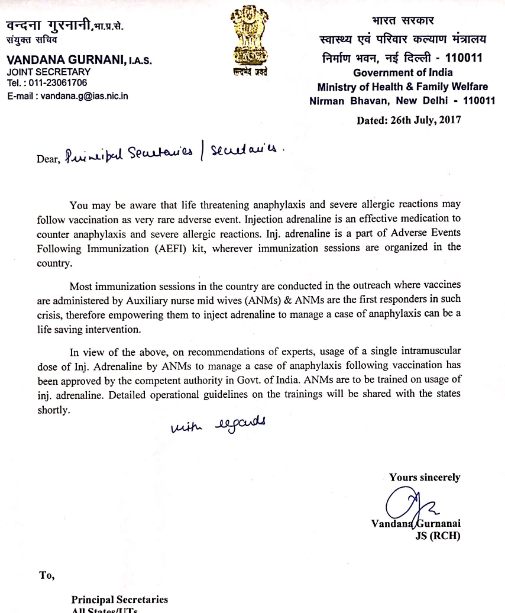 वन्दना गुरनानी,भा.प्र.से.
संयुक्त सचिव
VANDANA GURNANI, I.A.S.
JOINT SECRETARY
Tel. : 011-23061706
E-mail : vandana.g@ias.nic.in
सत्यमेव जयते
भारत सरकार
स्वास्थ्य एवं परिवार कल्याण मंत्रालय
निर्माण भवन, नई दिल्ली - 110011
Government of India
Ministry of Health & Family Welfare
Nirman Bhavan, New Delhi - 110011
Dated: 26th July, 2017
Dear, Principal Secretaries / Secretaries.
You may be aware that life threatening anaphylaxis and severe allergic reactions may
follow vaccination as very rare adverse event. Injection adrenaline is an effective medication to
counter anaphylaxis and severe allergic reactions. Inj. adrenaline is a part of Adverse Events
Following Immunization (AEFI) kit, wherever immunization sessions are organized in the
country.
Most immunization sessions in the country are conducted in the outreach where vaccines
are administered by Auxiliary nurse mid wives (ANMs) & ANMs are the first responders in such
crisis, therefore empowering them to inject adrenaline to manage a case of anaphylaxis can be a
life saving intervention.
In view of the above, on recommendations of experts, usage of a single intramuscular
dose of Inj. Adrenaline by ANMs to manage a case of anaphylaxis following vaccination has
been approved by the competent authority in Govt. of India. ANMs are to be trained on usage of
inj. adrenaline. Detailed operational guidelines on the trainings will be shared with the states
shortly.
with regards
Yours sincerely
Vandana Gurnanai
JS (RCH)
To,
Principal Secretaries
All States/UTs